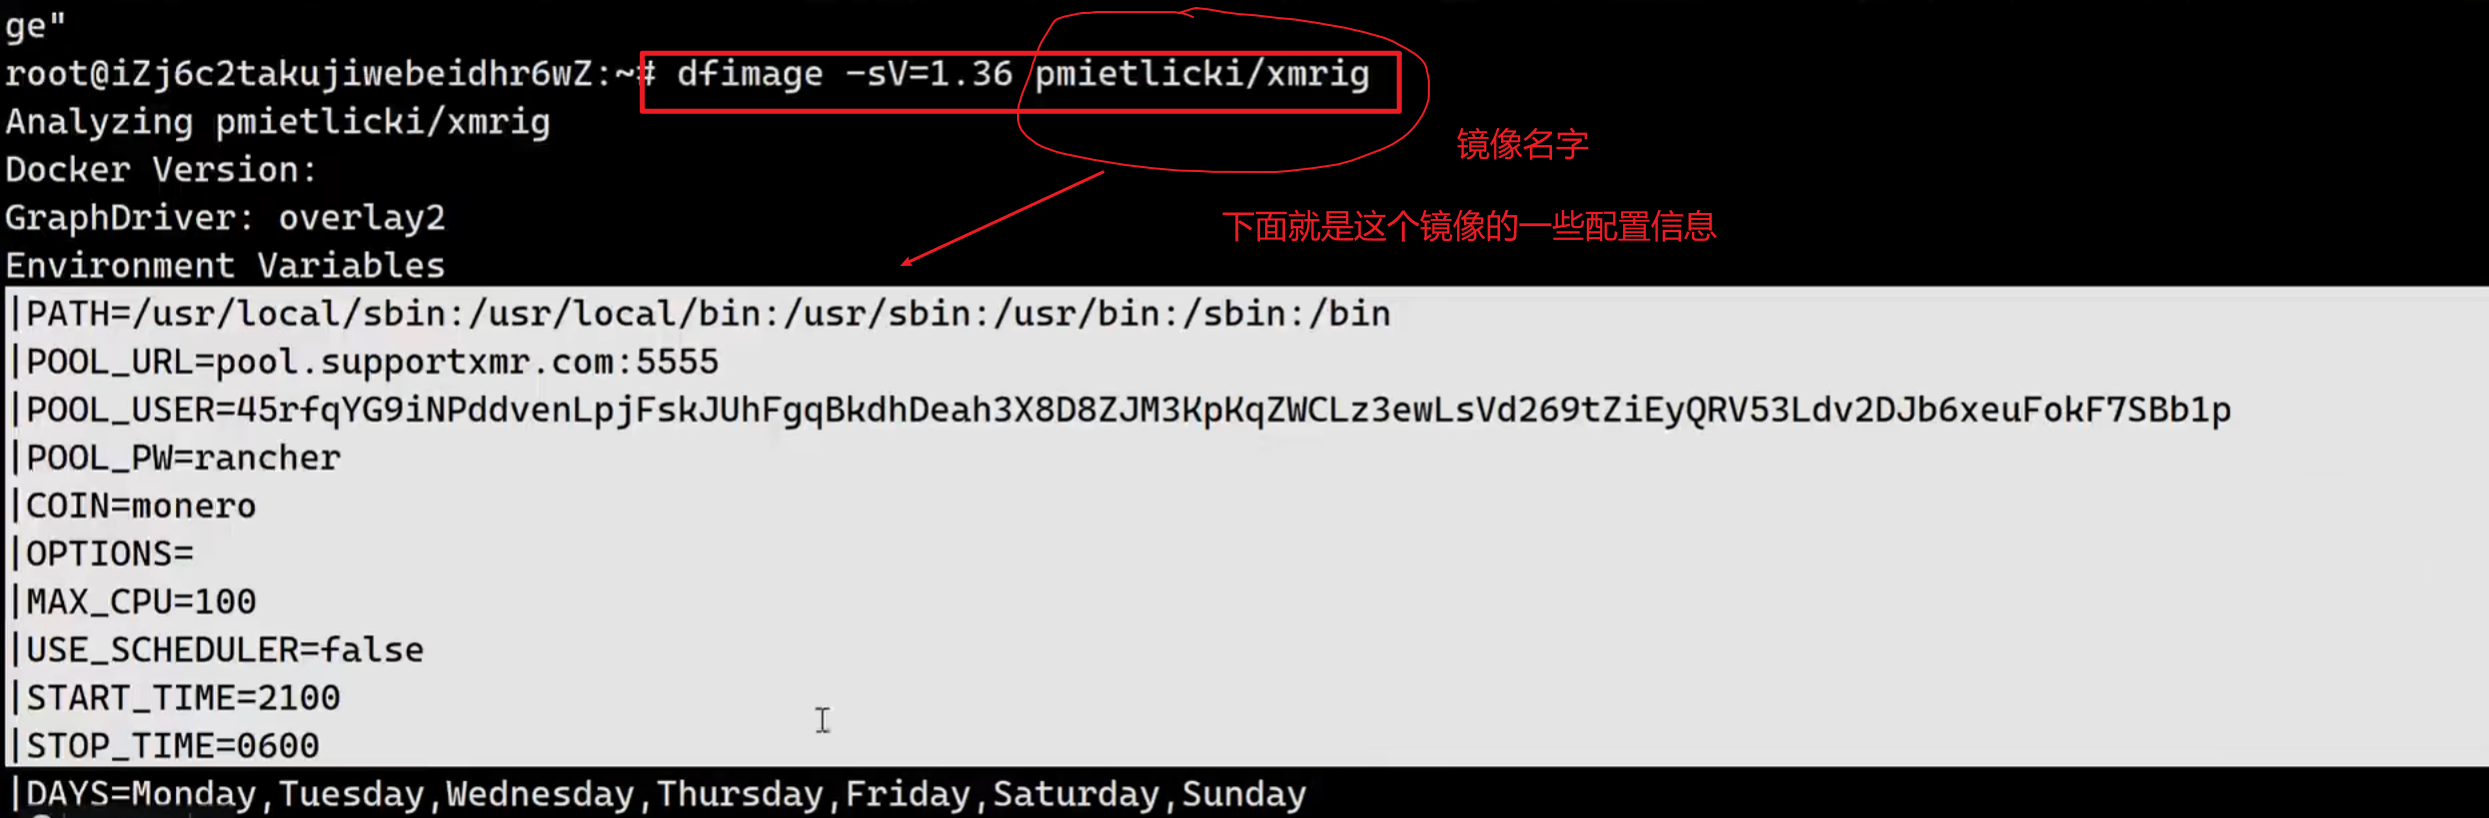 ge"
root@iZj6c2takujiwebeidhr6wZ:~# dfimage -sV=1.36 pmietlicki/xmrig
Analyzing pmietlicki/xmrig
镜像名字
Docker Version:
GraphDriver: overlay2
下面就是这个镜像的一些配置信息
Environment Variables
|PATH=/usr/local/sbin:/usr/local/bin:/usr/sbin:/usr/bin:/sbin:/bin
|POOL_URL=pool.supportxmr.com:5555
|POOL_USER=45rfqYG9iNPddvenLpjFskJUhFgqBkdhDeah3X8D8ZJM3KpKqZWCLz3ewLsVd269tZiEyQRV53Ldv2DJb6xeuFokF7SBb1p
|POOL_PW=rancher
|COIN=monero
|OPTIONS=
|MAX_CPU=100
|USE_SCHEDULER=false
|START_TIME=2100
|STOP_TIME=0600
|DAYS=Monday,Tuesday,Wednesday,Thursday,Friday,Saturday,Sunday